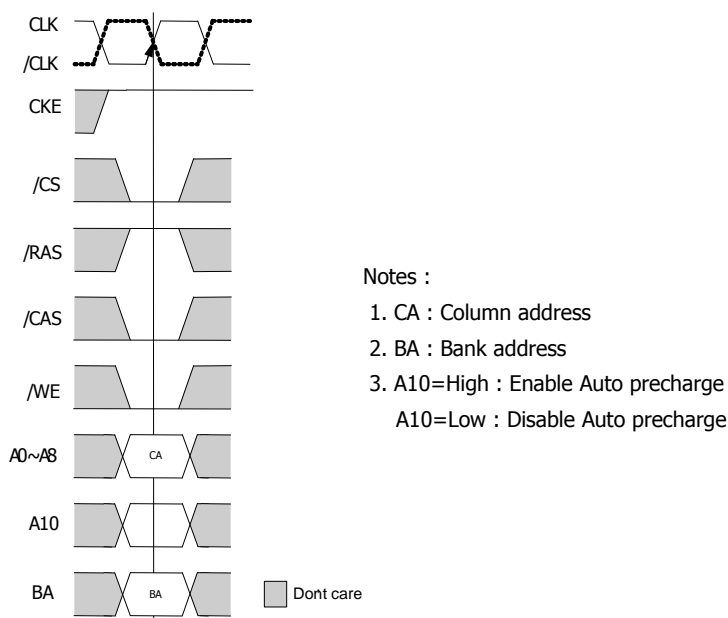 CLK
/CLK
CKE
/CS
/RAS
/CAS
/WE
A0~A8
CA
A10
BA
BA
Dont care
Notes :
1. CA : Column address
2. BA : Bank address
3. A10=High : Enable Auto precharge
A10=Low : Disable Auto precharge